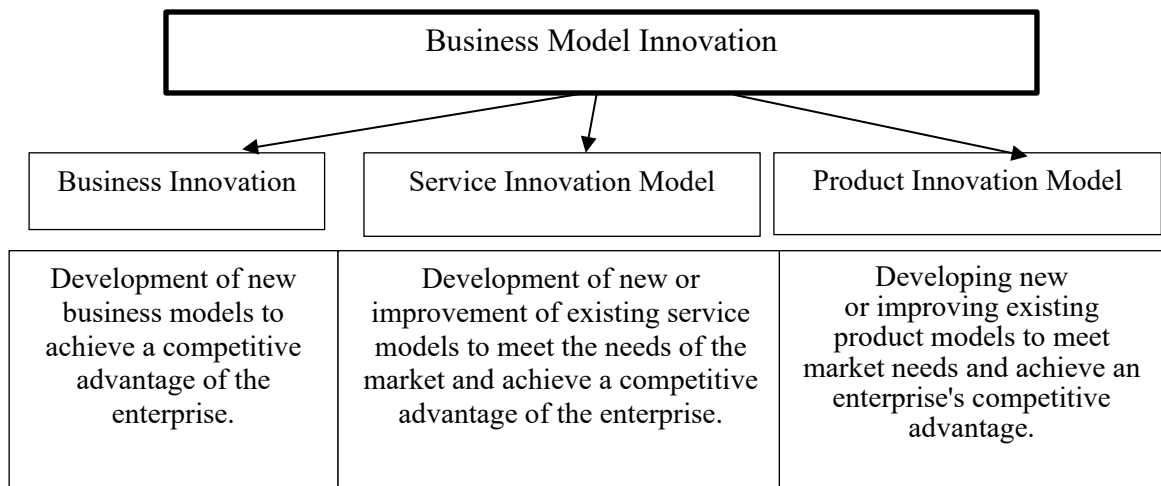 Business Model Innovation
Business Innovation
Service Innovation Model
Product Innovation Model
Development of new
business models to
achieve a competitive
advantage of the
enterprise.
Development of new or
improvement of existing service
models to meet the needs of the
market and achieve a competitive
advantage of the enterprise.
Developing new
or improving existing
product models to meet
market needs and achieve an
enterprise's competitive
advantage.